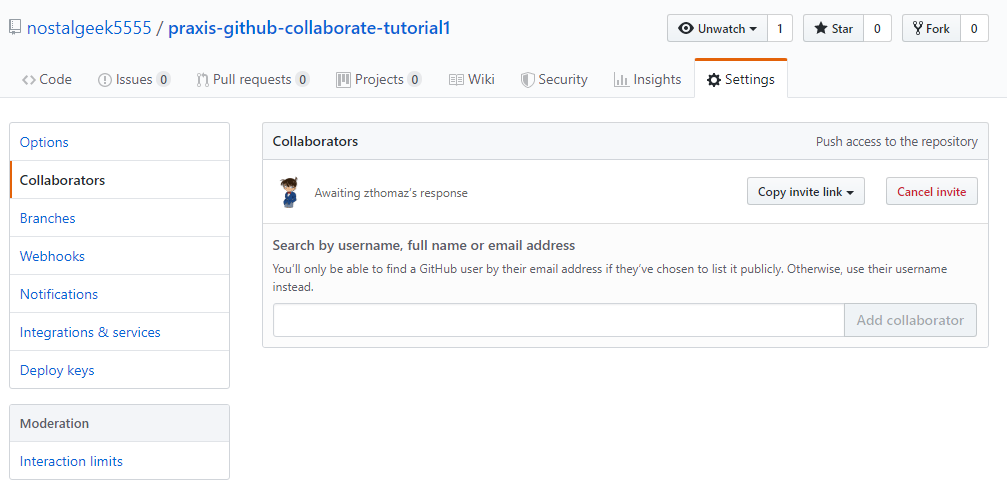 nostalgeek5555 / praxis-github-collaborate-tutorial1
Unwatch 1 Star 0 Fork 0
Code Issues 0 Pull requests 0 Projects 0 Wiki Security Insights Settings
Options
Collaborators
Branches
Webhooks
Notifications
Integrations & services
Deploy keys
Moderation
Interaction limits
Collaborators Push access to the repository
Awaiting zthomaz's response Copy invite link Cancel invite
Search by username, full name or email address
You'll only be able to find a GitHub user by their email address if they've chosen to list it publicly. Otherwise, use their username
instead.
Add collaborator